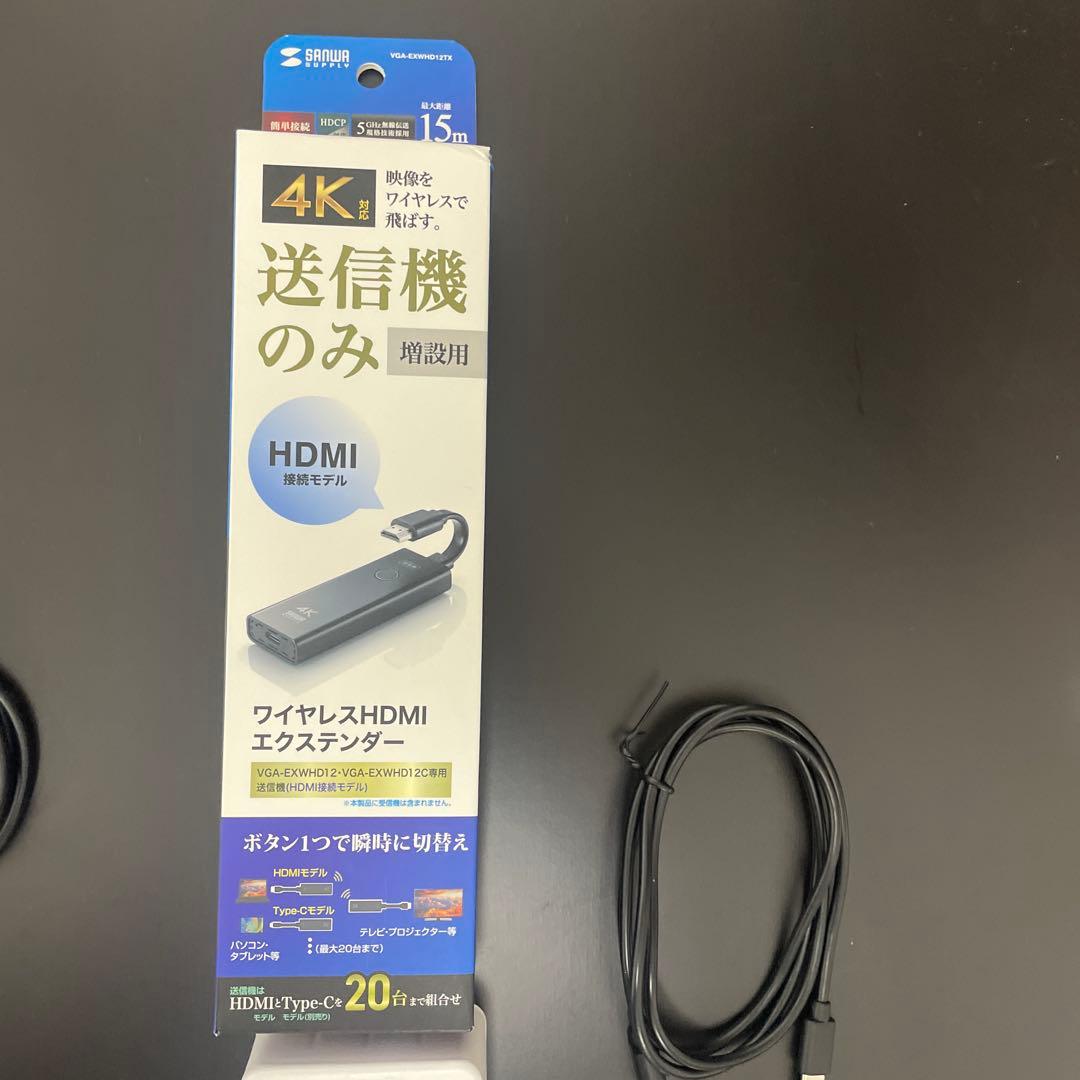 SANWA
SUPPLY
VGA-EXWHD12TX
簡単接続
HDCP
5GHz無線伝送
規格技術採用
最大距離
15m
4K対応
映像を
ワイヤレスで
飛ばす。
送信機
のみ
増設用
HDMI
接続モデル
4K
SANWA
ワイヤレスHDMI
エクステンダー
VGA-EXWHD12・VGA-EXWHD12C専用
送信機(HDMI接続モデル)
※本製品に受信機は含まれません。
ボタン1つで瞬時に切替え
HDMIモデル
Type-Cモデル
パソコン・
タブレット等
(最大20台まで)
テレビ・プロジェクター等
送信機は
HDMIとType-Cを20台まで組合せ
モデル モデル(別売り)